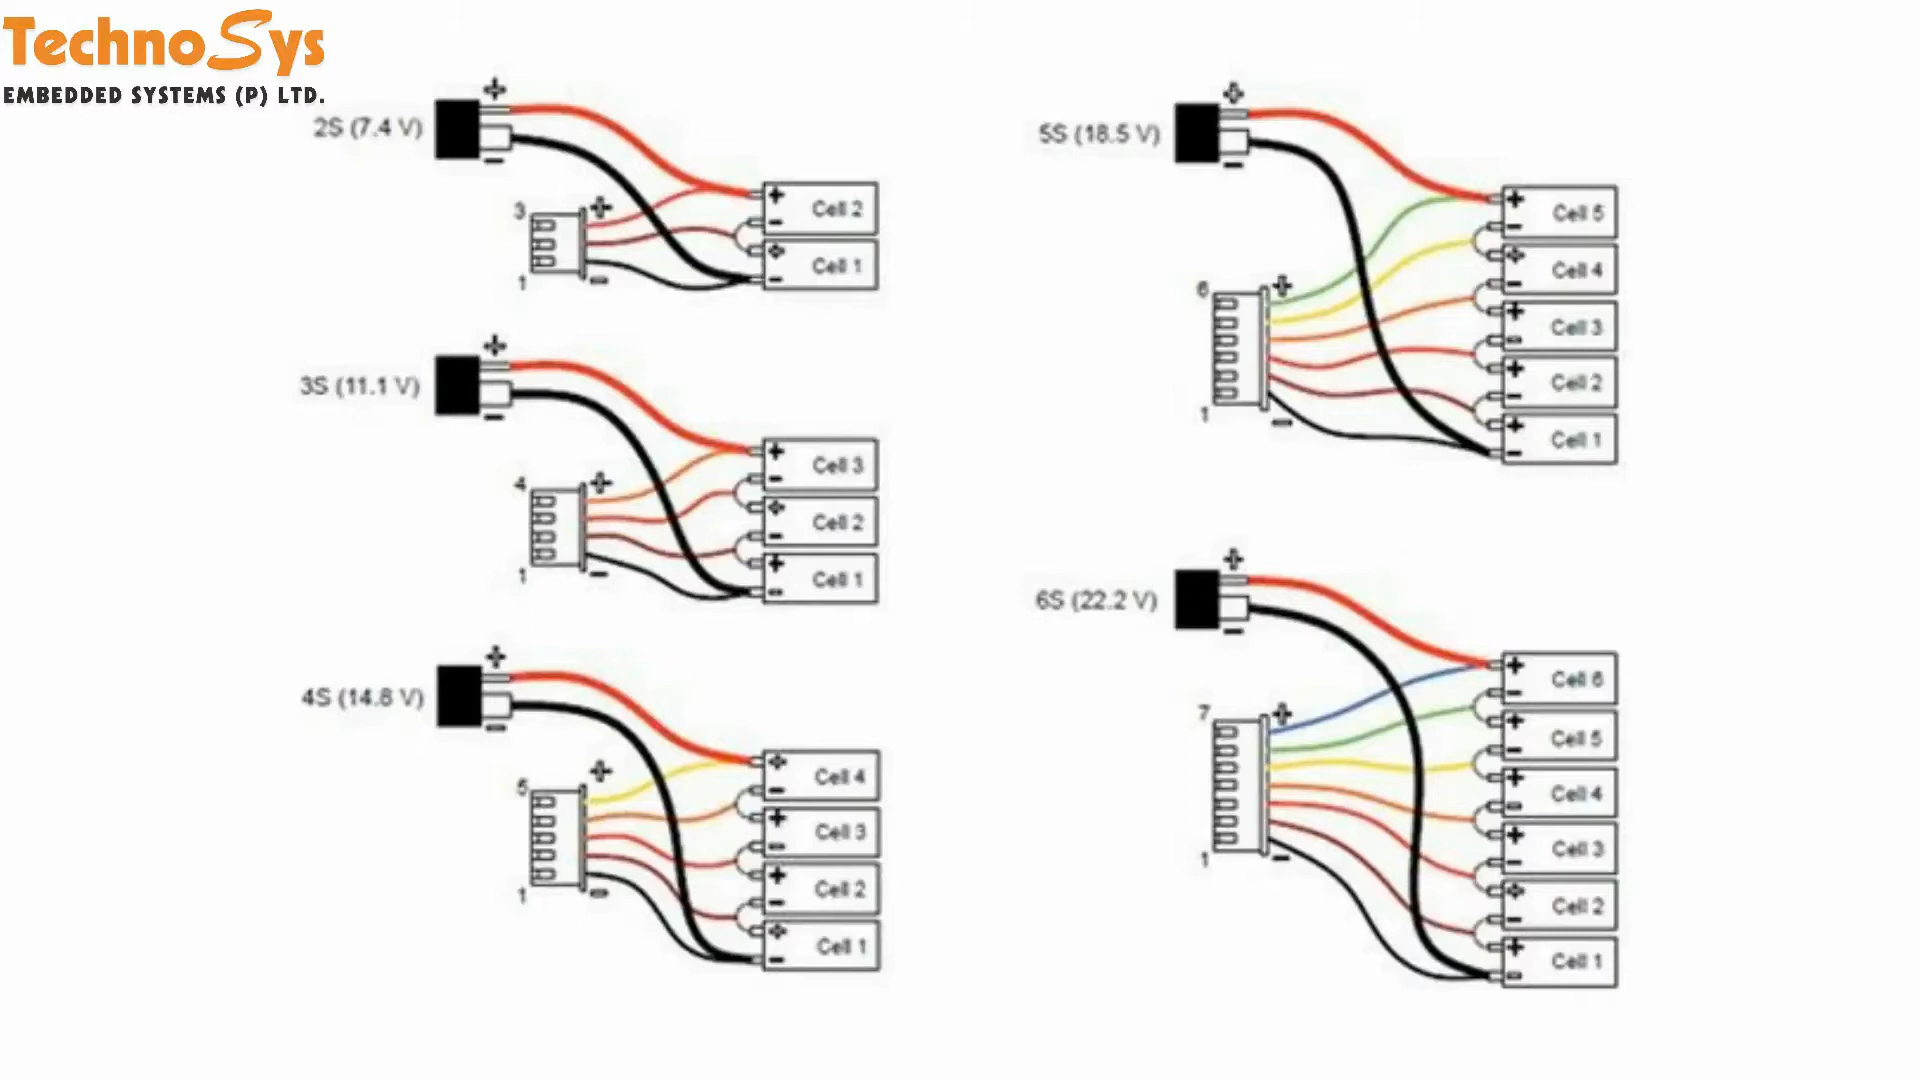 TechnoSys
EMBEDDED SYSTEMS (P) LTD.
2S (7.4 V)
+
−
3
+
1
−
+
−
Cell 2
+
−
Cell 1
3S (11.1 V)
+
−
4
+
1
−
+
−
Cell 3
+
−
Cell 2
+
−
Cell 1
4S (14.8 V)
+
−
5
+
1
−
+
−
Cell 4
+
−
Cell 3
+
−
Cell 2
+
−
Cell 1
5S (18.5 V)
+
−
6
+
1
−
+
−
Cell 5
+
−
Cell 4
+
−
Cell 3
+
−
Cell 2
+
−
Cell 1
6S (22.2 V)
+
−
7
+
1
−
+
−
Cell 6
+
−
Cell 5
+
−
Cell 4
+
−
Cell 3
+
−
Cell 2
+
−
Cell 1